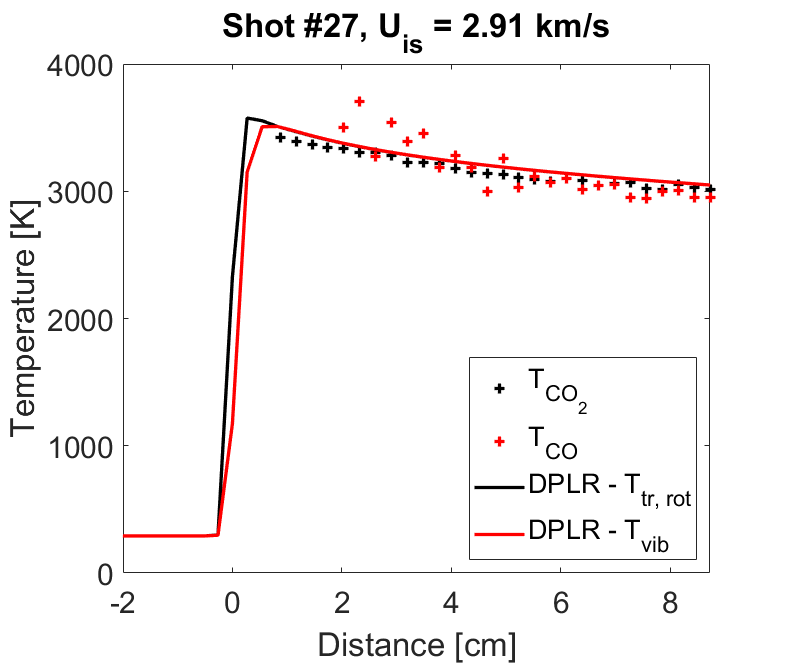 Shot #27, U_is = 2.91 km/s
Temperature [K]
4000
3000
2000
1000
0
-2
0
2
4
6
8
Distance [cm]
T_CO_2
T_CO
DPLR - T_tr, rot
DPLR - T_vib